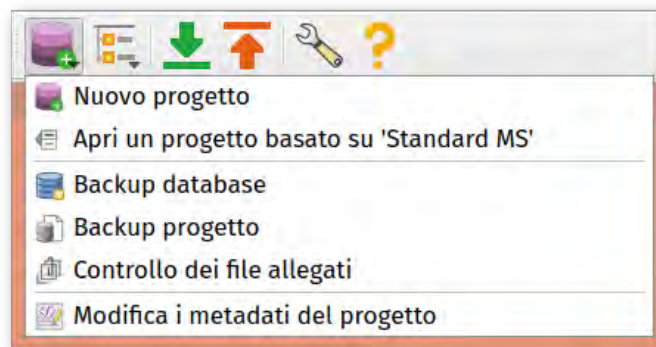 Nuovo progetto
Apri un progetto basato su 'Standard MS'
Backup database
Backup progetto
Controllo dei file allegati
Modifica i metadati del progetto